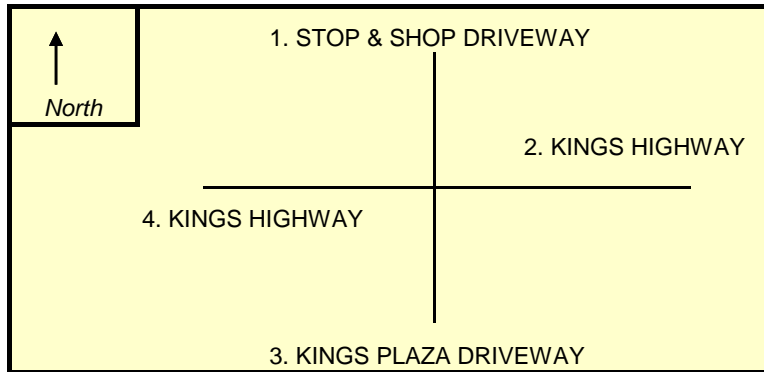 1. STOP & SHOP DRIVEWAY
North
2. KINGS HIGHWAY
4. KINGS HIGHWAY
3. KINGS PLAZA DRIVEWAY